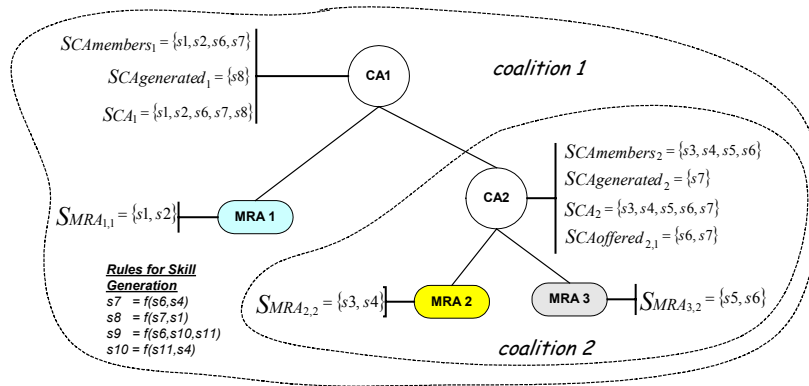 SCAmembers₁ = {s1, s2, s6, s7}
SCAgenerated₁ = {s8}
SCA₁ = {s1, s2, s6, s7, s8}
CA1
coalition 1
SCAmembers₂ = {s3, s4, s5, s6}
SCAgenerated₂ = {s7}
SCA₂ = {s3, s4, s5, s6, s7}
SCAoffered₂,₁ = {s6, s7}
CA2
SMRA₁,₁ = {s1, s2}
MRA 1
Rules for Skill
Generation
s7 = f(s6,s4)
s8 = f(s7,s1)
s9 = f(s6,s10,s11)
s10 = f(s11,s4)
SMRA₂,₂ = {s3, s4}
MRA 2
MRA 3
SMRA₃,₂ = {s5, s6}
coalition 2